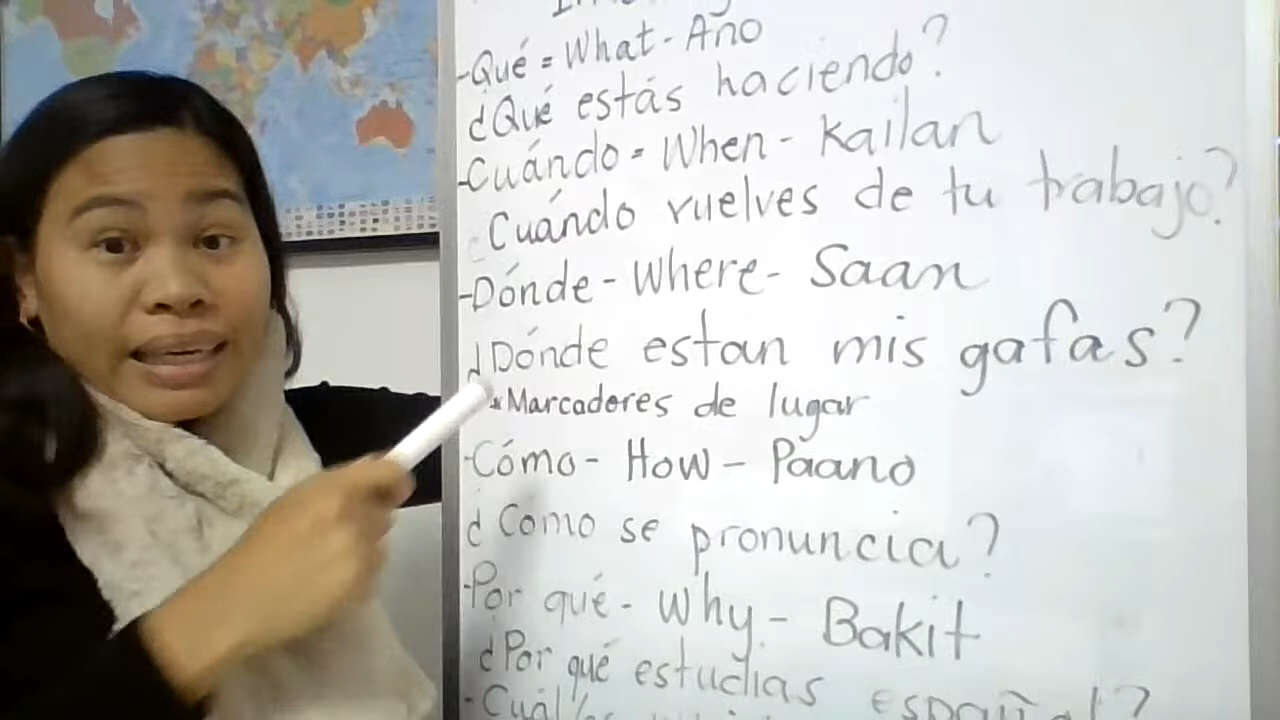 -Qué = What - Año
¿Qué estás haciendo?
-Cuándo = When - Kailan
¿Cuándo vuelves de tu trabajo?
-Dónde - Where - Saan
¿Dónde estan mis gafas?
*Marcadores de lugar
-Cómo - How - Paano
¿Como se pronuncia?
-Por qué - Why - Bakit
¿Por qué estudias español?
-Cuál/es